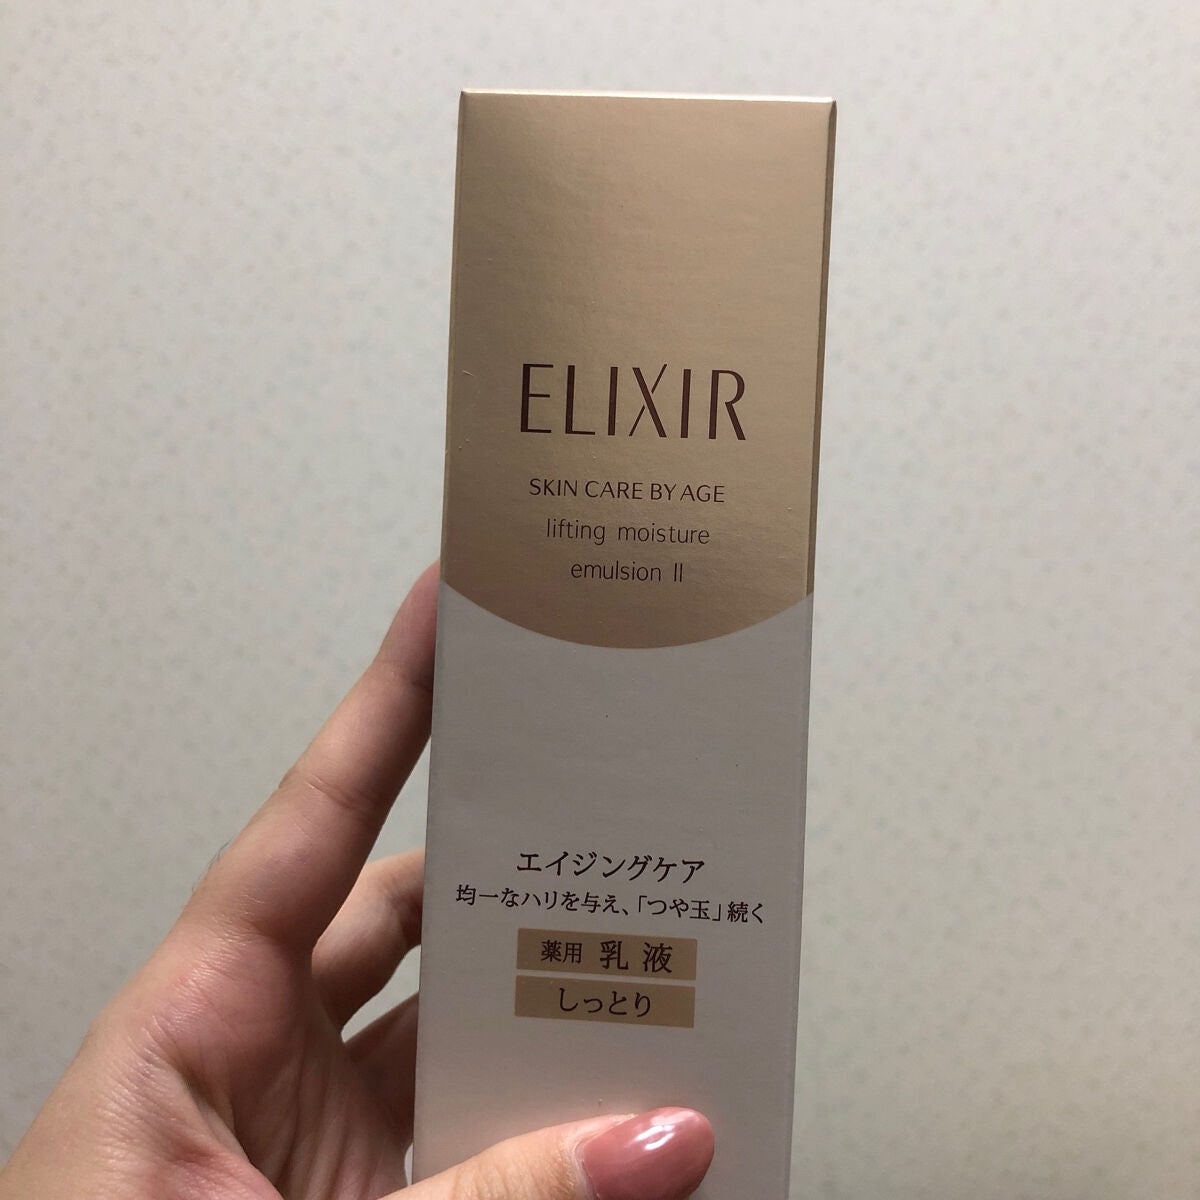 ELIXIR
SKIN CARE BY AGE
lifting moisture
emulsion II
エイジングケア
均一なハリを与え、「つや玉」続く
薬用 乳液
しっとり